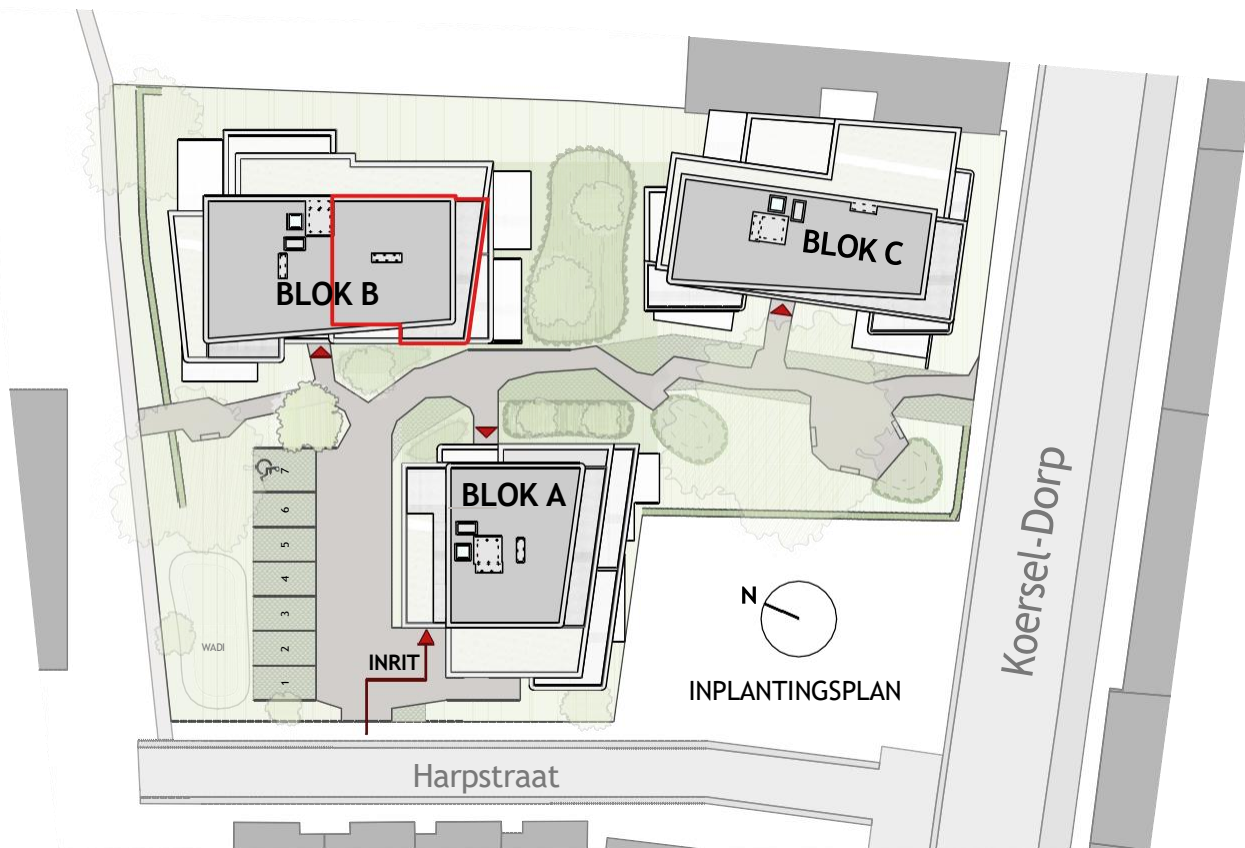 BLOK C
BLOK B
7
6
5
4
3
2
1
BLOK A
WADI
INRIT
N
INPLANTINGSPLAN
Koersel-Dorp
Harpstraat